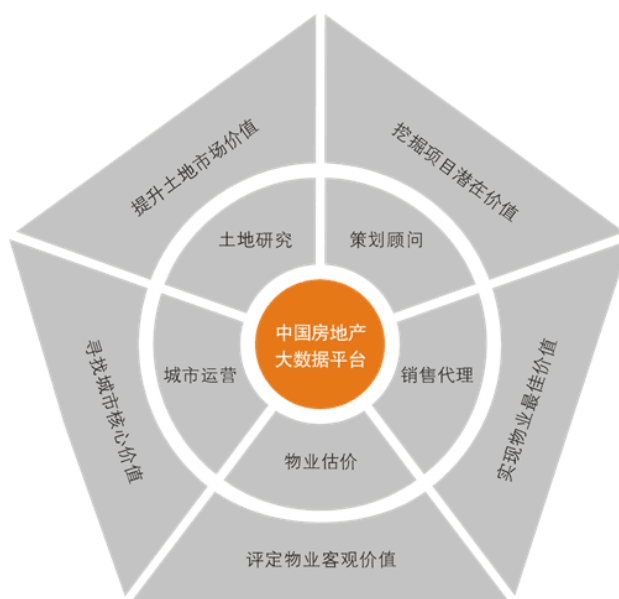 提升土地市场价值
挖掘项目潜在价值
土地研究
策划顾问
中国房地产
大数据平台
城市运营
销售代理
寻找城市核心价值
实现物业最佳价值
物业估价
评定物业客观价值